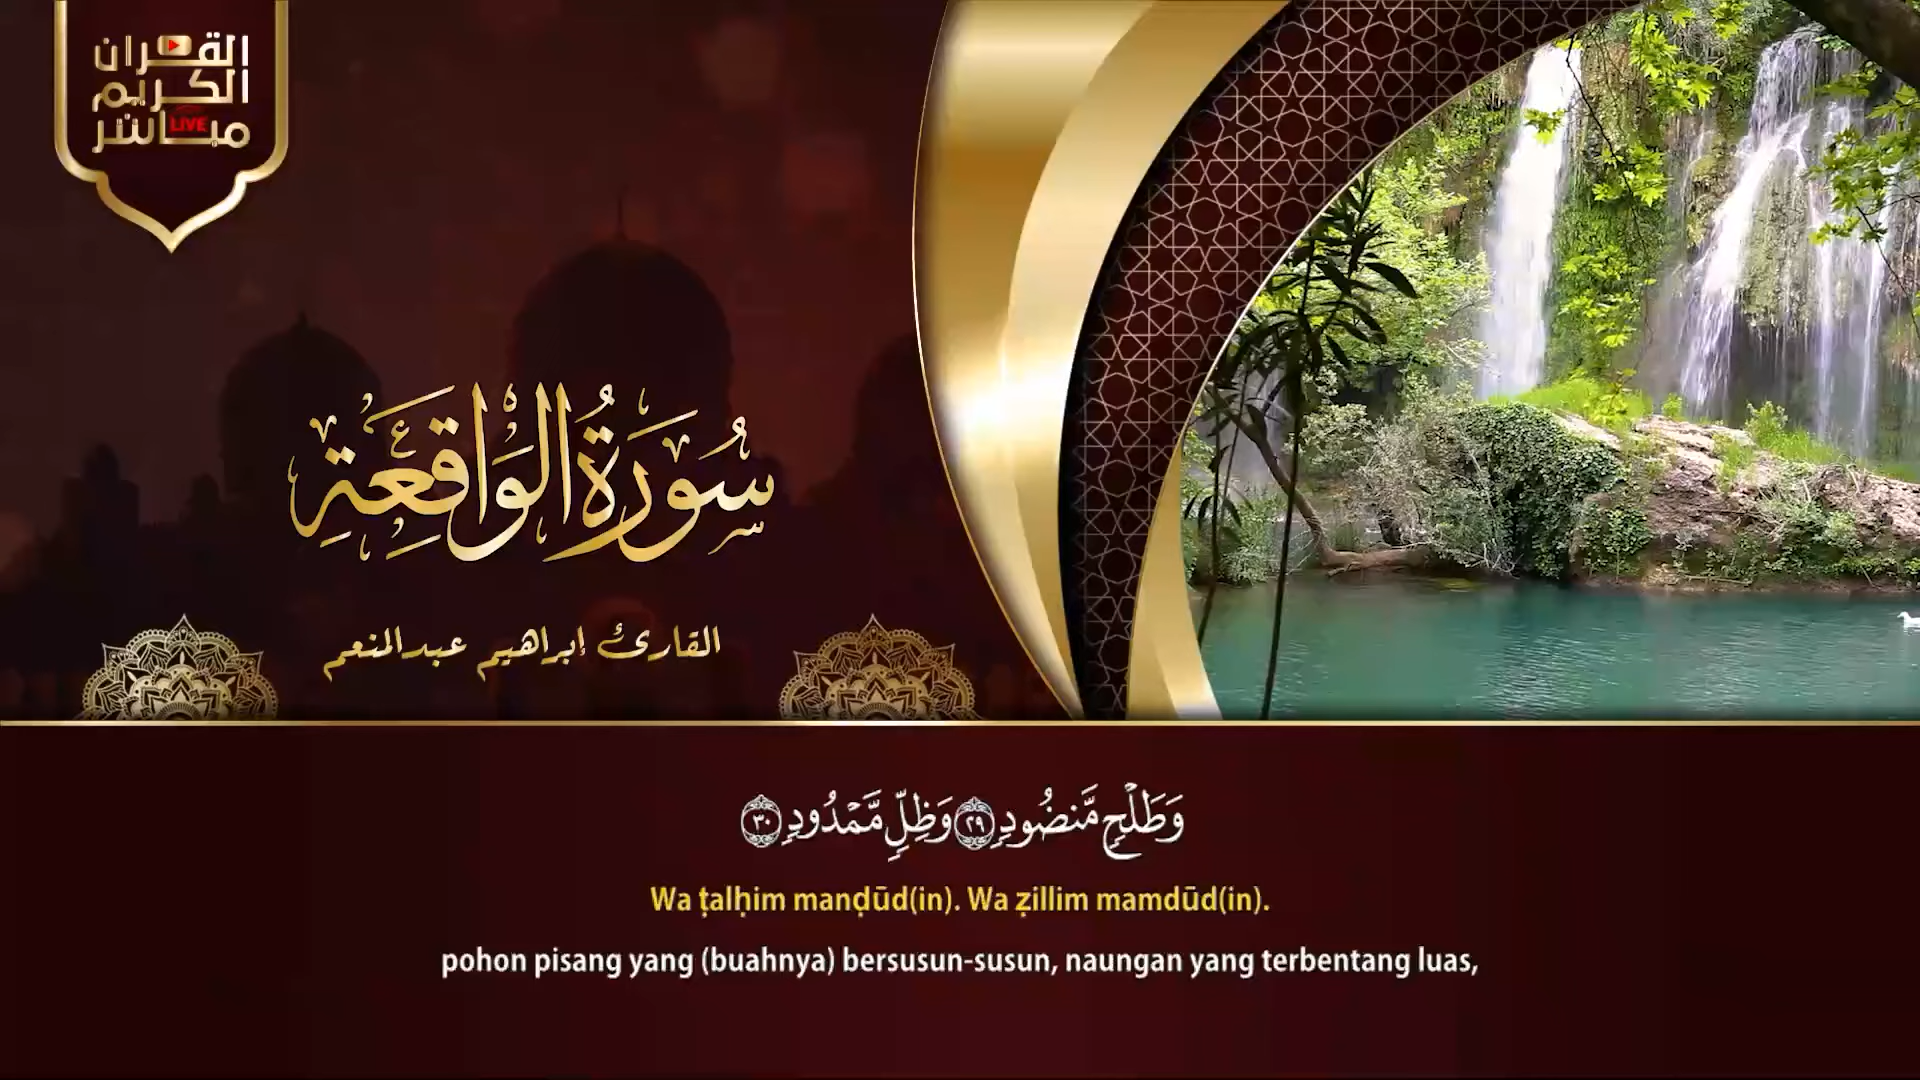 القرآن
الكريم
LIVE
مباشر
سُورَةُ الوَاقِعَةِ
القارئ إبراهيم عبدالمنعم
وَطَلْحٍ مَّنضُودٍ ٢٩ وَظِلٍّ مَّمْدُودٍ ٣٠
Wa ṭalḥim manḍūd(in). Wa ẓillim mamdūd(in).
pohon pisang yang (buahnya) bersusun-susun, naungan yang terbentang luas,